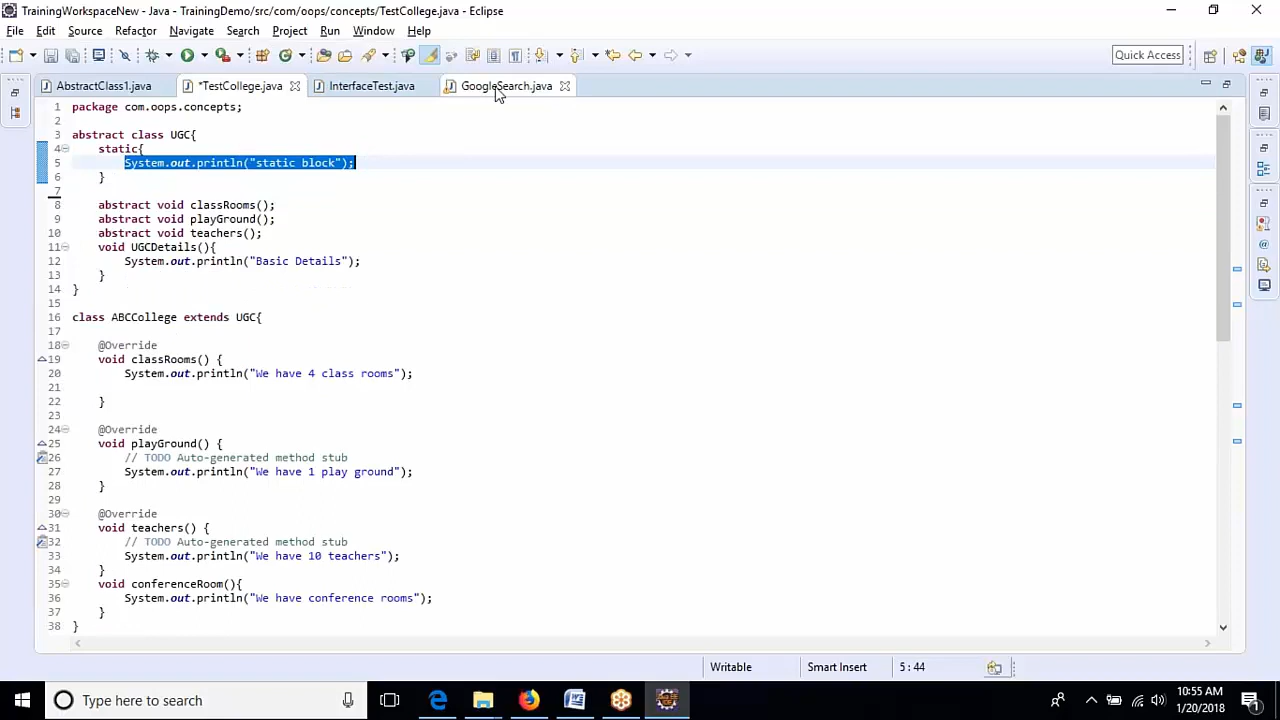 TrainingWorkspaceNew - Java - TrainingDemo/src/com/oops/concepts/TestCollege.java - Eclipse
File Edit Source Refactor Navigate Search Project Run Window Help
Quick Access
AbstractClass1.java *TestCollege.java InterfaceTest.java GoogleSearch.java
1 package com.oops.concepts;
2
3 abstract class UGC{
4 static{
5 System.out.println("static block");
6 }
7
8 abstract void classRooms();
9 abstract void playGround();
10 abstract void teachers();
11 void UGCDetails(){
12 System.out.println("Basic Details");
13 }
14 }
15
16 class ABCCollege extends UGC{
17
18 @Override
19 void classRooms() {
20 System.out.println("We have 4 class rooms");
21
22 }
23
24 @Override
25 void playGround() {
26 // TODO Auto-generated method stub
27 System.out.println("We have 1 play ground");
28 }
29
30 @Override
31 void teachers() {
32 // TODO Auto-generated method stub
33 System.out.println("We have 10 teachers");
34 }
35 void conferenceRoom(){
36 System.out.println("We have conference rooms");
37 }
38 }
Writable Smart Insert 5 : 44
Type here to search
10:55 AM
1/20/2018